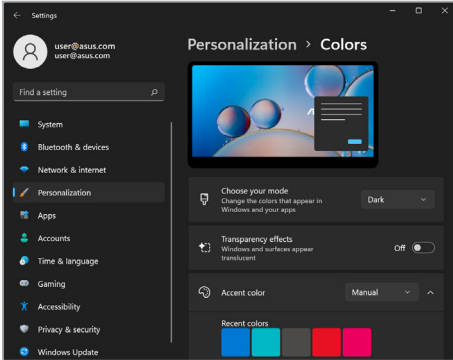 Settings
user@asus.com
user@asus.com
Find a setting
System
Bluetooth & devices
Network & internet
Personalization
Apps
Accounts
Time & language
Gaming
Accessibility
Privacy & security
Windows Update
Personalization > Colors
Choose your mode
Change the colors that appear in
Windows and your apps
Dark
Transparency effects
Windows and surfaces appear
translucent
Off
Accent color
Manual
Recent colors